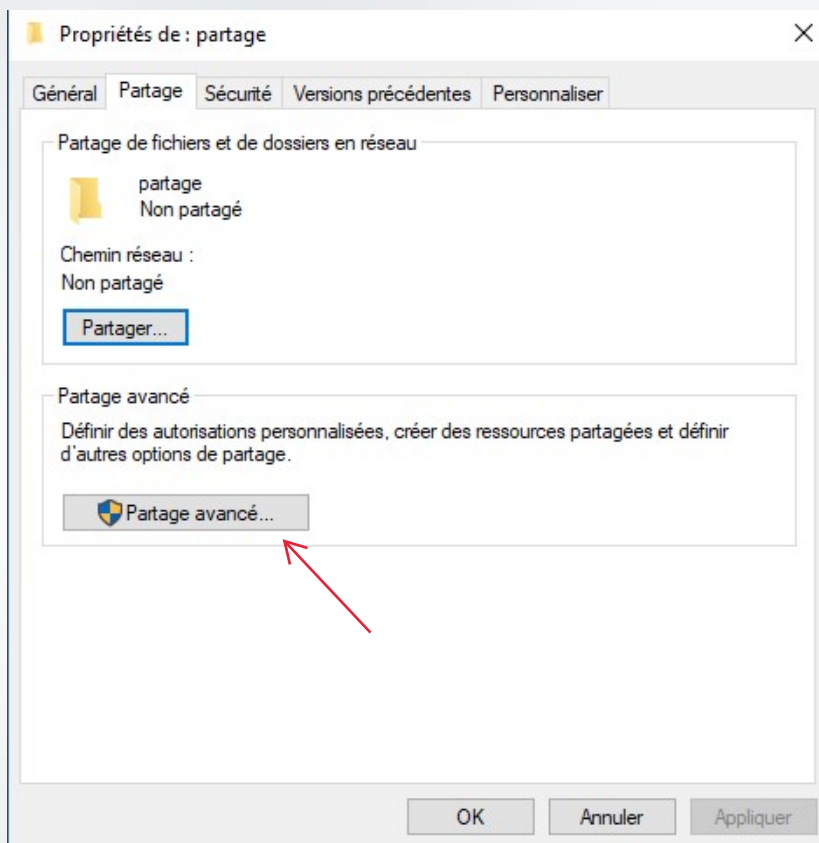 Propriétés de : partage
Général Partage Sécurité Versions précédentes Personnaliser
Partage de fichiers et de dossiers en réseau
partage
Non partagé
Chemin réseau :
Non partagé
Partager...
Partage avancé
Définir des autorisations personnalisées, créer des ressources partagées et définir
d'autres options de partage.
Partage avancé...
OK Annuler Appliquer